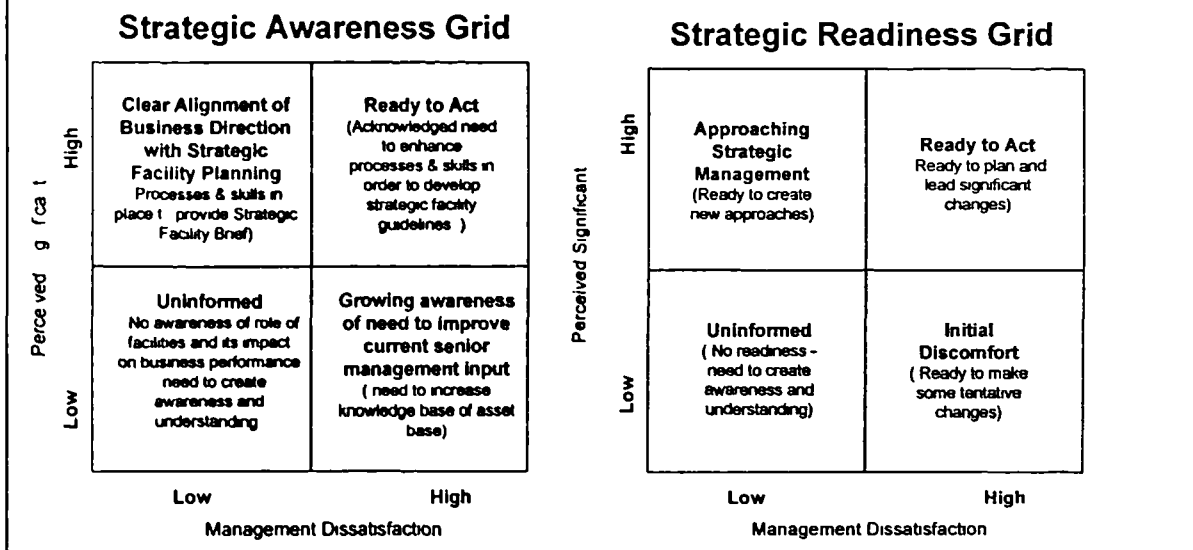 Strategic Awareness Grid
High
Low
Clear Alignment of
Business Direction
with Strategic
Facility Planning
Processes & skills in
place t provide Strategic
Facility Brief)
Ready to Act
(Acknowledged need
to enhance
processes & skills in
order to develop
strategic facility
guidelines )
Uninformed
No awareness of role of
facilities and its impact
on business performance
need to create
awareness and
understanding
Growing awareness
of need to improve
current senior
management input
( need to increase
knowledge base of asset
base)
Low
High
Management Dissatisfaction
Strategic Readiness Grid
Perceived Significant
High
Low
Approaching
Strategic
Management
(Ready to create
new approaches)
Ready to Act
Ready to plan and
lead significant
changes)
Uninformed
( No readiness -
need to create
awareness and
understanding)
Initial
Discomfort
( Ready to make
some tentative
changes)
Low
High
Management Dissatisfaction